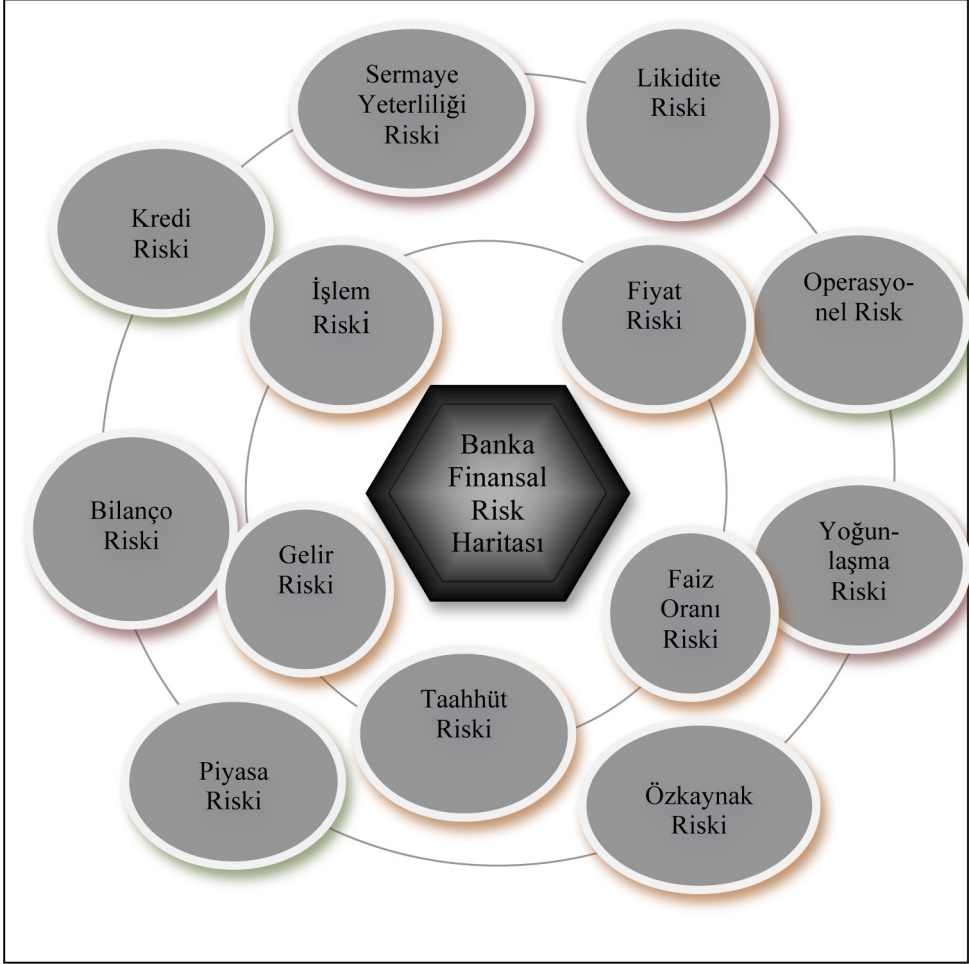 Sermaye
Yeterliliği
Riski
Likidite
Riski
Kredi
Riski
İşlem
Riski
Fiyat
Riski
Operasyo-
nel Risk
Banka
Finansal
Risk
Haritası
Bilanço
Riski
Gelir
Riski
Faiz
Oranı
Riski
Yoğun-
laşma
Riski
Taahhüt
Riski
Piyasa
Riski
Özkaynak
Riski